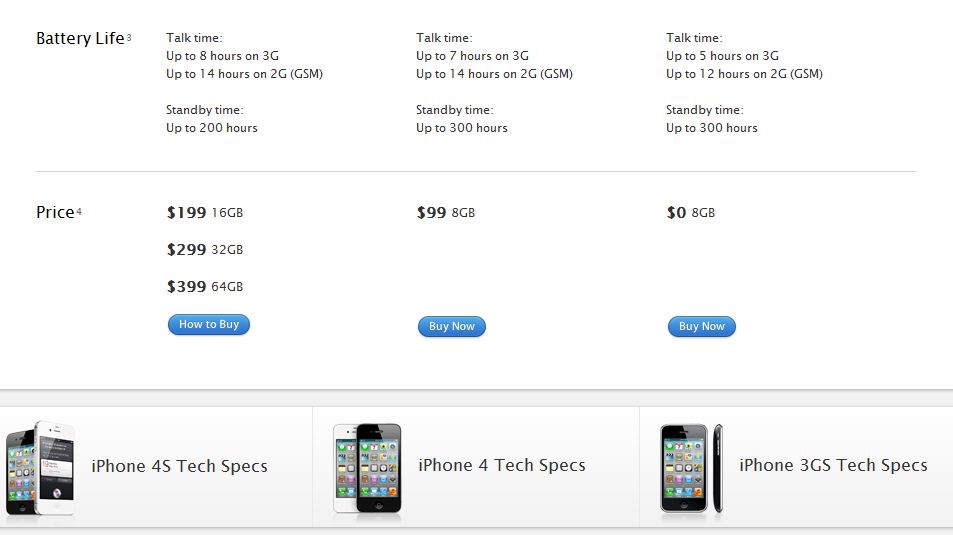 Battery Life3
Talk time:
Up to 8 hours on 3G
Up to 14 hours on 2G (GSM)
Standby time:
Up to 200 hours
Talk time:
Up to 7 hours on 3G
Up to 14 hours on 2G (GSM)
Standby time:
Up to 300 hours
Talk time:
Up to 5 hours on 3G
Up to 12 hours on 2G (GSM)
Standby time:
Up to 300 hours
Price4
$199 16GB
$299 32GB
$399 64GB
How to Buy
$99 8GB
Buy Now
$0 8GB
Buy Now
iPhone 4S Tech Specs
iPhone 4 Tech Specs
iPhone 3GS Tech Specs